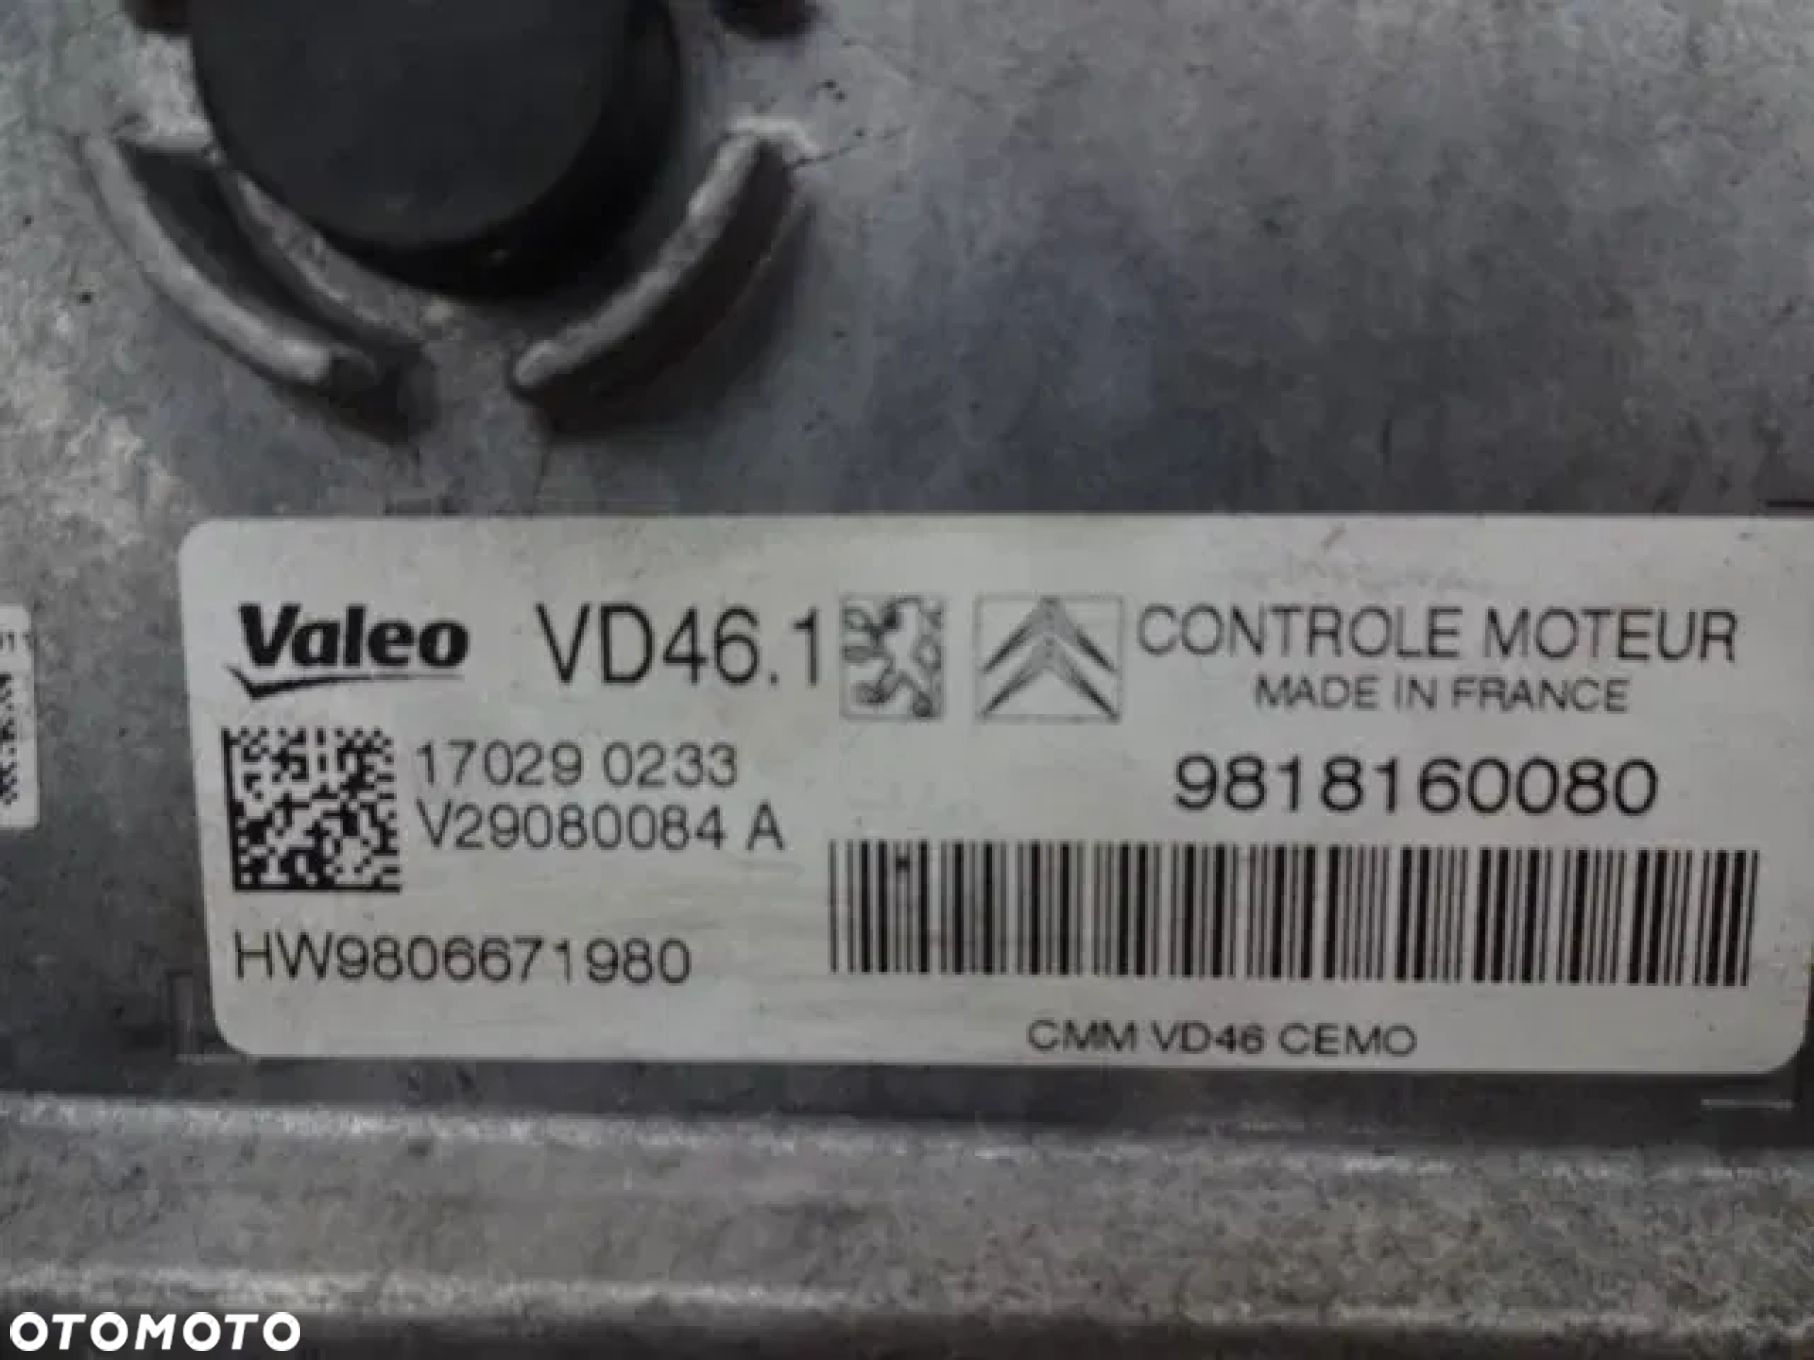 Valeo VD46.1 CONTROLE MOTEUR
MADE IN FRANCE
17029 0233
9818160080
V29080084 A
HW9806671980
CMM VD46 CEMO
OTOMOTO